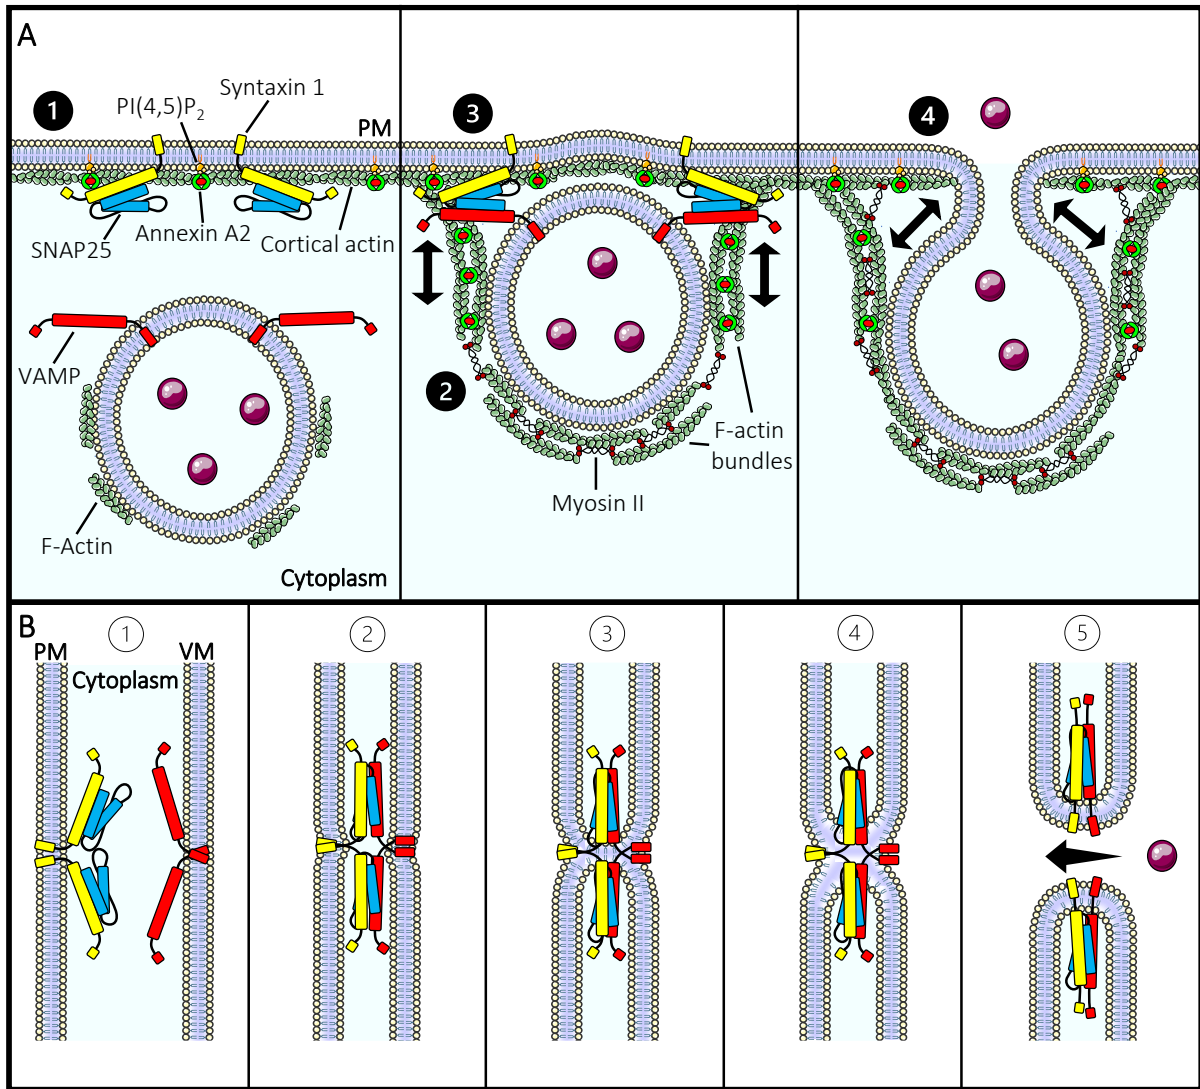 A
1
PI(4,5)P2
Syntaxin 1
PM
SNAP25
Annexin A2
Cortical actin
VAMP
F-Actin
Cytoplasm
3
2
F-actin
bundles
Myosin II
4
B
1
PM
VM
Cytoplasm
2
3
4
5